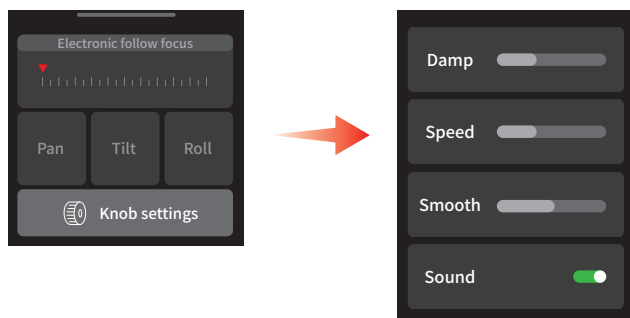 Electronic follow focus
Pan
Tilt
Roll
Knob settings
Damp
Speed
Smooth
Sound